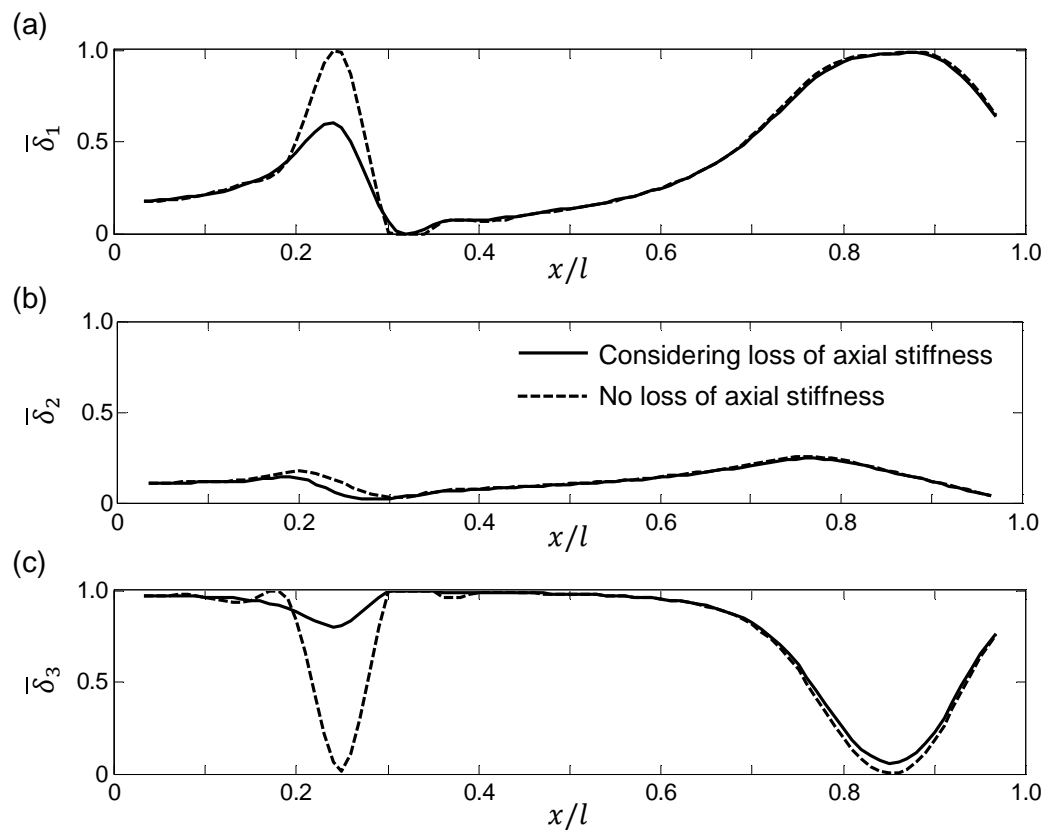 (a)
1.0
0.5
0
δ̅₁
0 0.2 0.4 0.6 0.8 1.0
x/l
(b)
1.0
0.5
0
δ̅₂
Considering loss of axial stiffness
No loss of axial stiffness
0 0.2 0.4 0.6 0.8 1.0
x/l
(c)
1.0
0.5
0
δ̅₃
0 0.2 0.4 0.6 0.8 1.0
x/l